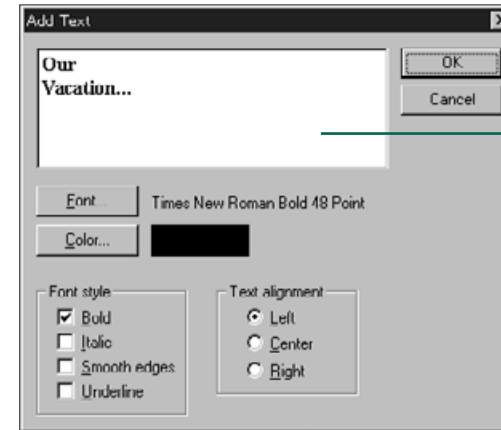 Add Text
Our
Vacation...
OK
Cancel
Font...
Times New Roman Bold 48 Point
Color...
Font style
Bold
Italic
Smooth edges
Underline
Text alignment
Left
Center
Right